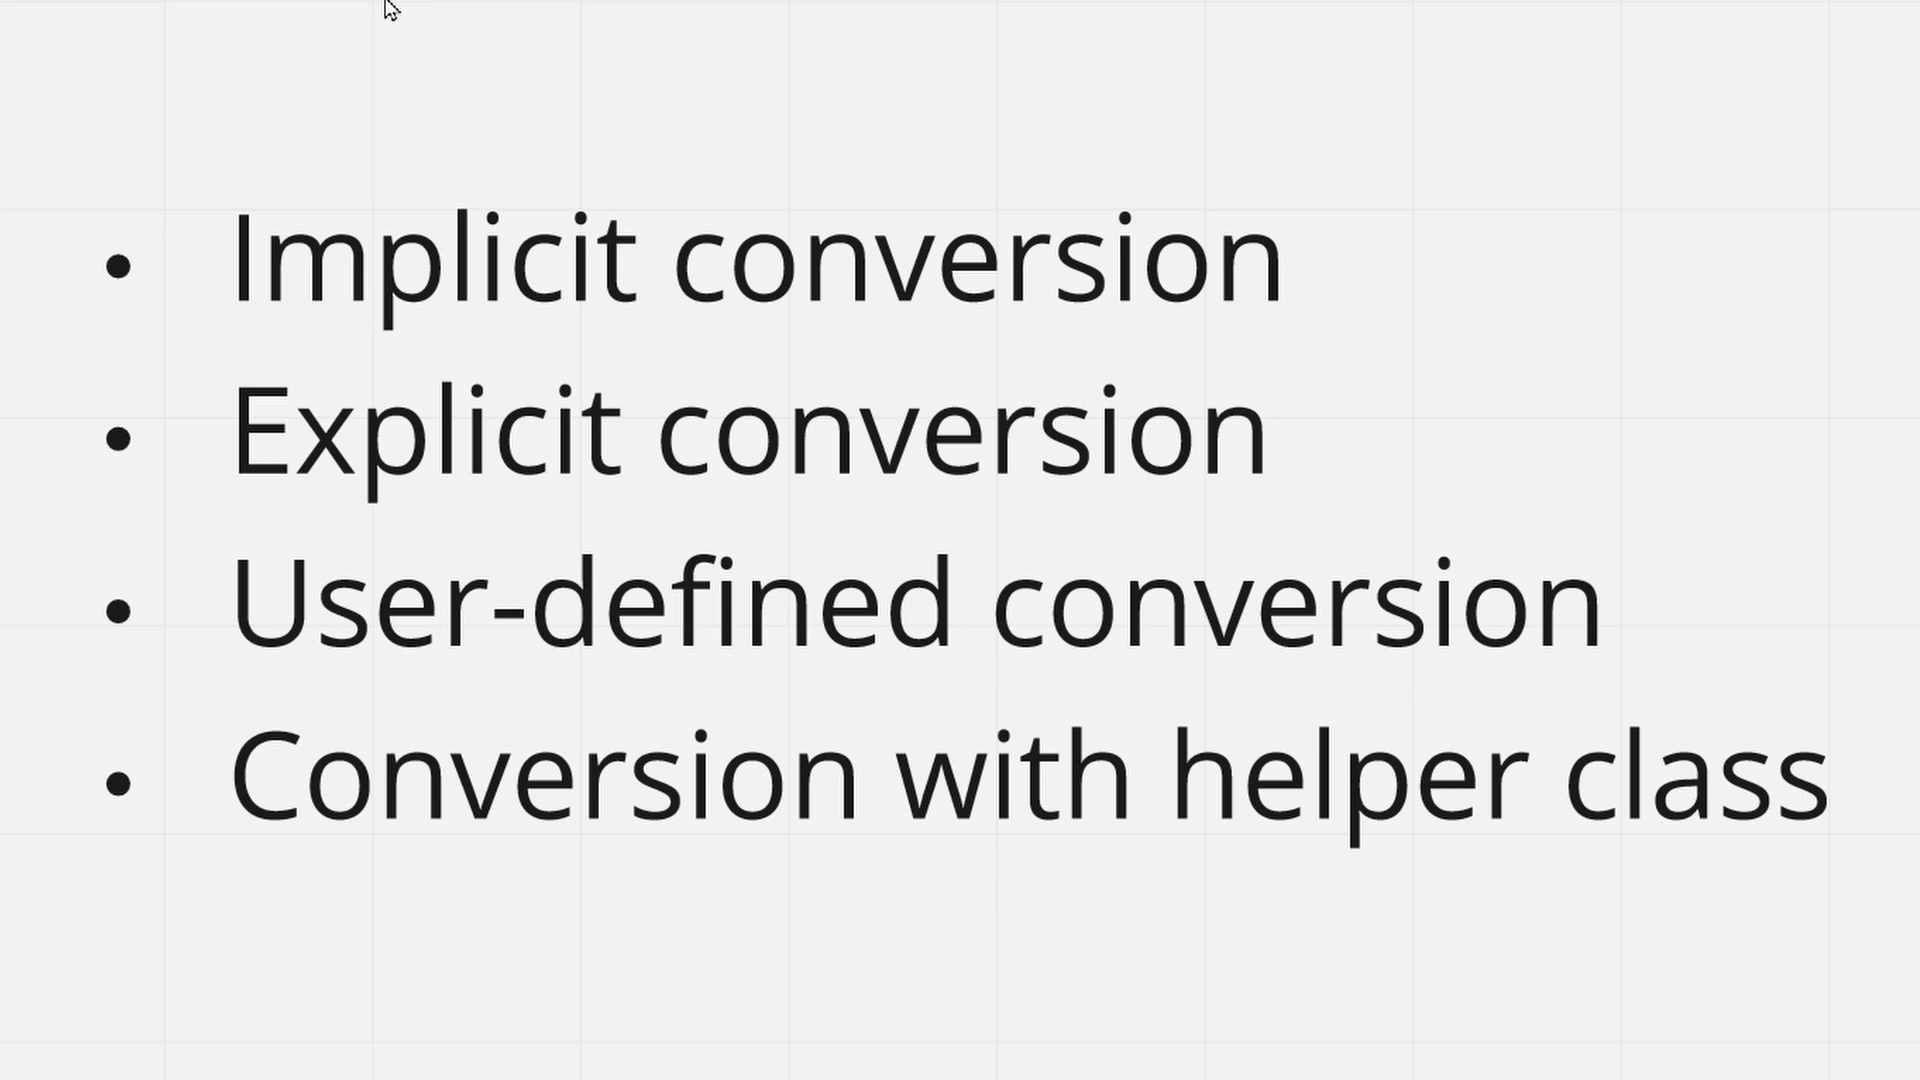 • Implicit conversion
• Explicit conversion
• User-defined conversion
• Conversion with helper class